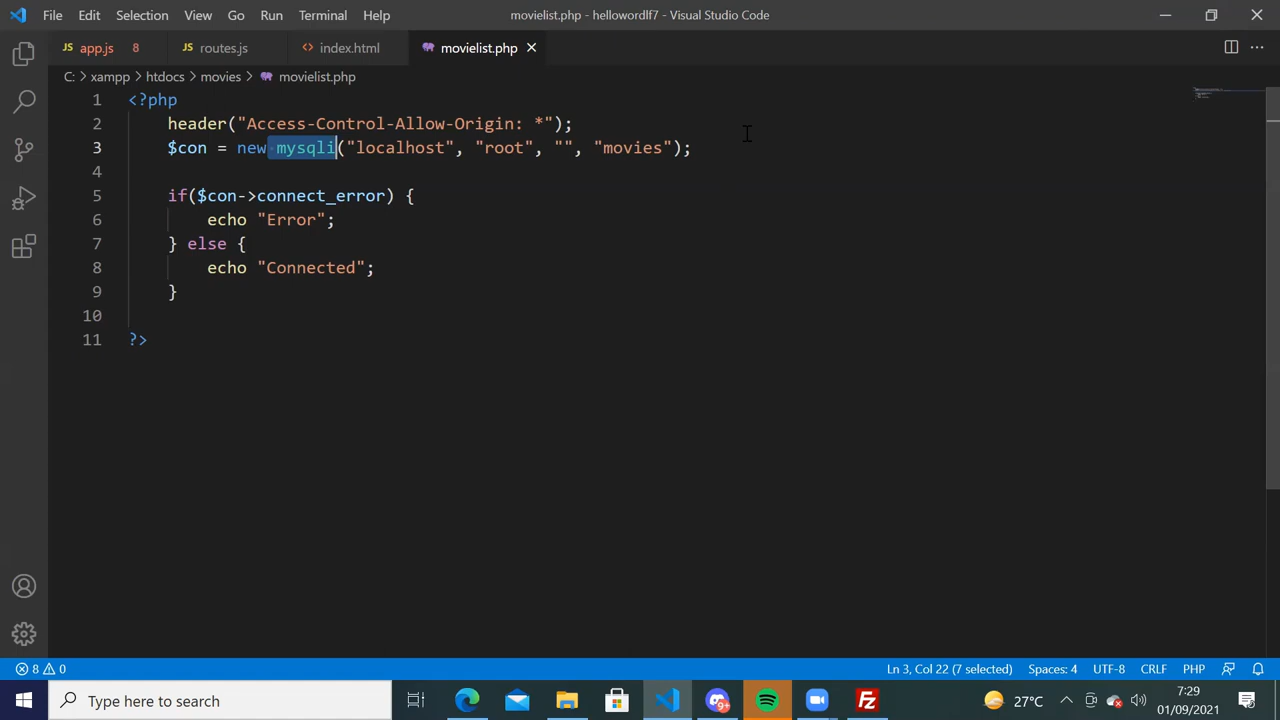 File Edit Selection View Go Run Terminal Help movielist.php - hellowordlf7 - Visual Studio Code
JS app.js 8 JS routes.js <> index.html movielist.php
C: > xampp > htdocs > movies > movielist.php
1 <?php
2 header("Access-Control-Allow-Origin: *");
3 $con = new mysqli("localhost", "root", "", "movies");
4
5 if($con->connect_error) {
6 echo "Error";
7 } else {
8 echo "Connected";
9 }
10
11 ?>
8 0 Ln 3, Col 22 (7 selected) Spaces: 4 UTF-8 CRLF PHP
Type here to search 9+ 27°C 7:29
01/09/2021